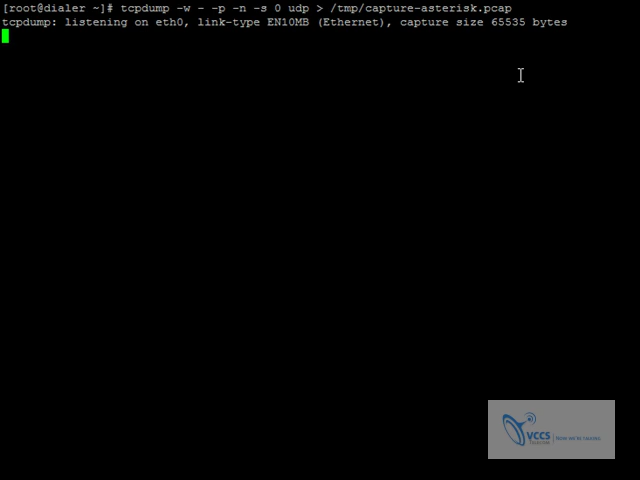 [root@dialer ~]# tcpdump -w - -p -n -s 0 udp > /tmp/capture-asterisk.pcap
tcpdump: listening on eth0, link-type EN10MB (Ethernet), capture size 65535 bytes
VCCS